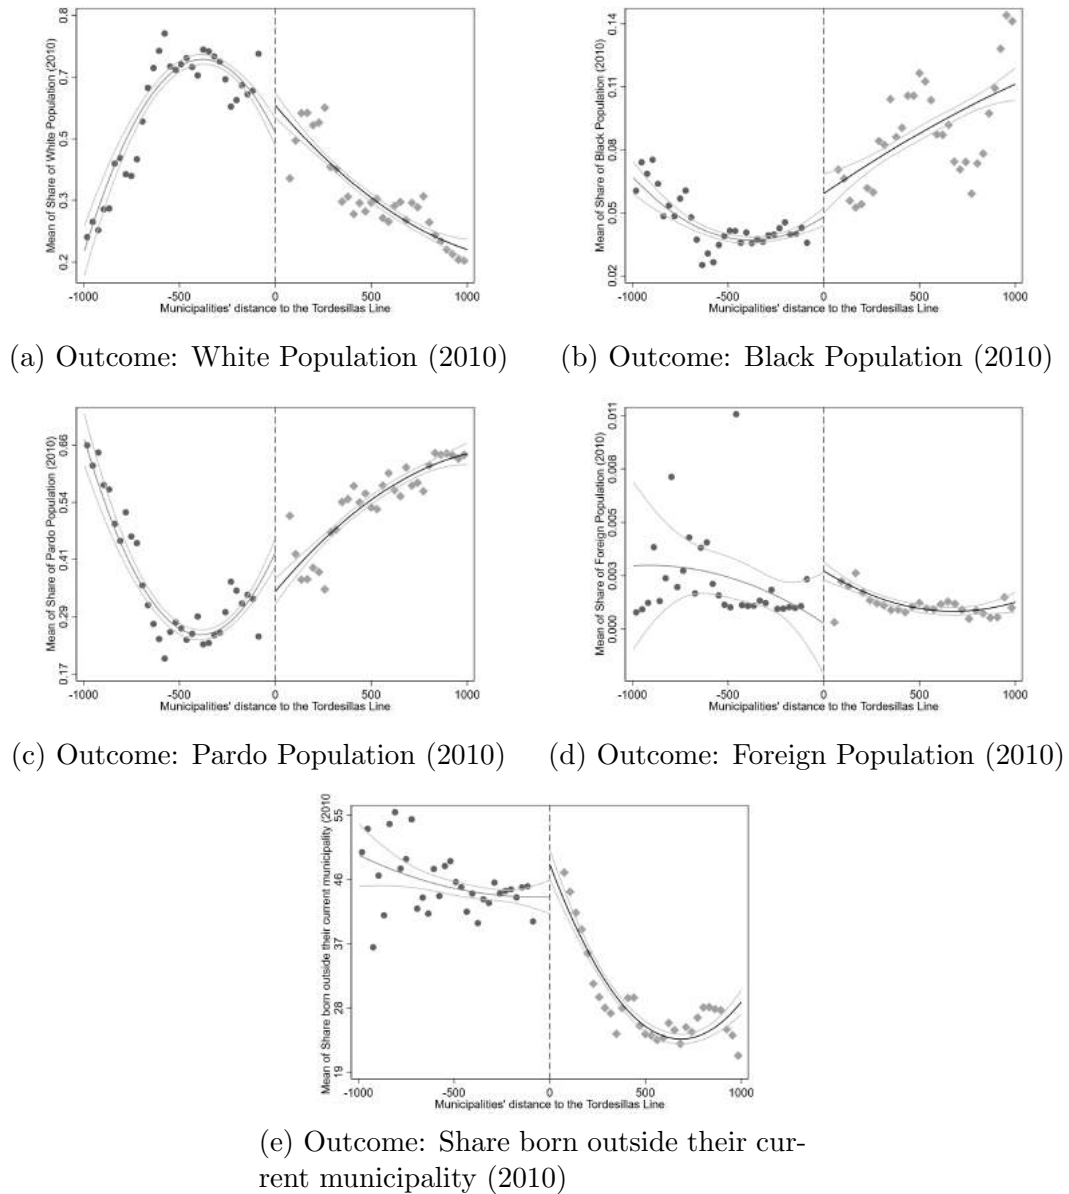 Mean of Share of White Population (2010)
0.8
0.7
0.5
0.3
0.2
-1000 -500 0 500 1000
Municipalities' distance to the Tordesillas Line
(a) Outcome: White Population (2010)
Mean of Share of Black Population (2010)
0.14
0.11
0.08
0.05
0.02
-1000 -500 0 500 1000
Municipalities' distance to the Tordesillas Line
(b) Outcome: Black Population (2010)
Mean of Share of Pardo Population (2010)
0.66
0.54
0.41
0.29
0.17
-1000 -500 0 500 1000
Municipalities' distance to the Tordesillas Line
(c) Outcome: Pardo Population (2010)
Mean of Share of Foreign Population (2010)
0.011
0.008
0.005
0.003
0.000
-1000 -500 0 500 1000
Municipalities' distance to the Tordesillas Line
(d) Outcome: Foreign Population (2010)
Mean of Share born outside their current municipality (2010
55
46
37
28
19
-1000 -500 0 500 1000
Municipalities' distance to the Tordesillas Line
(e) Outcome: Share born outside their cur-
rent municipality (2010)